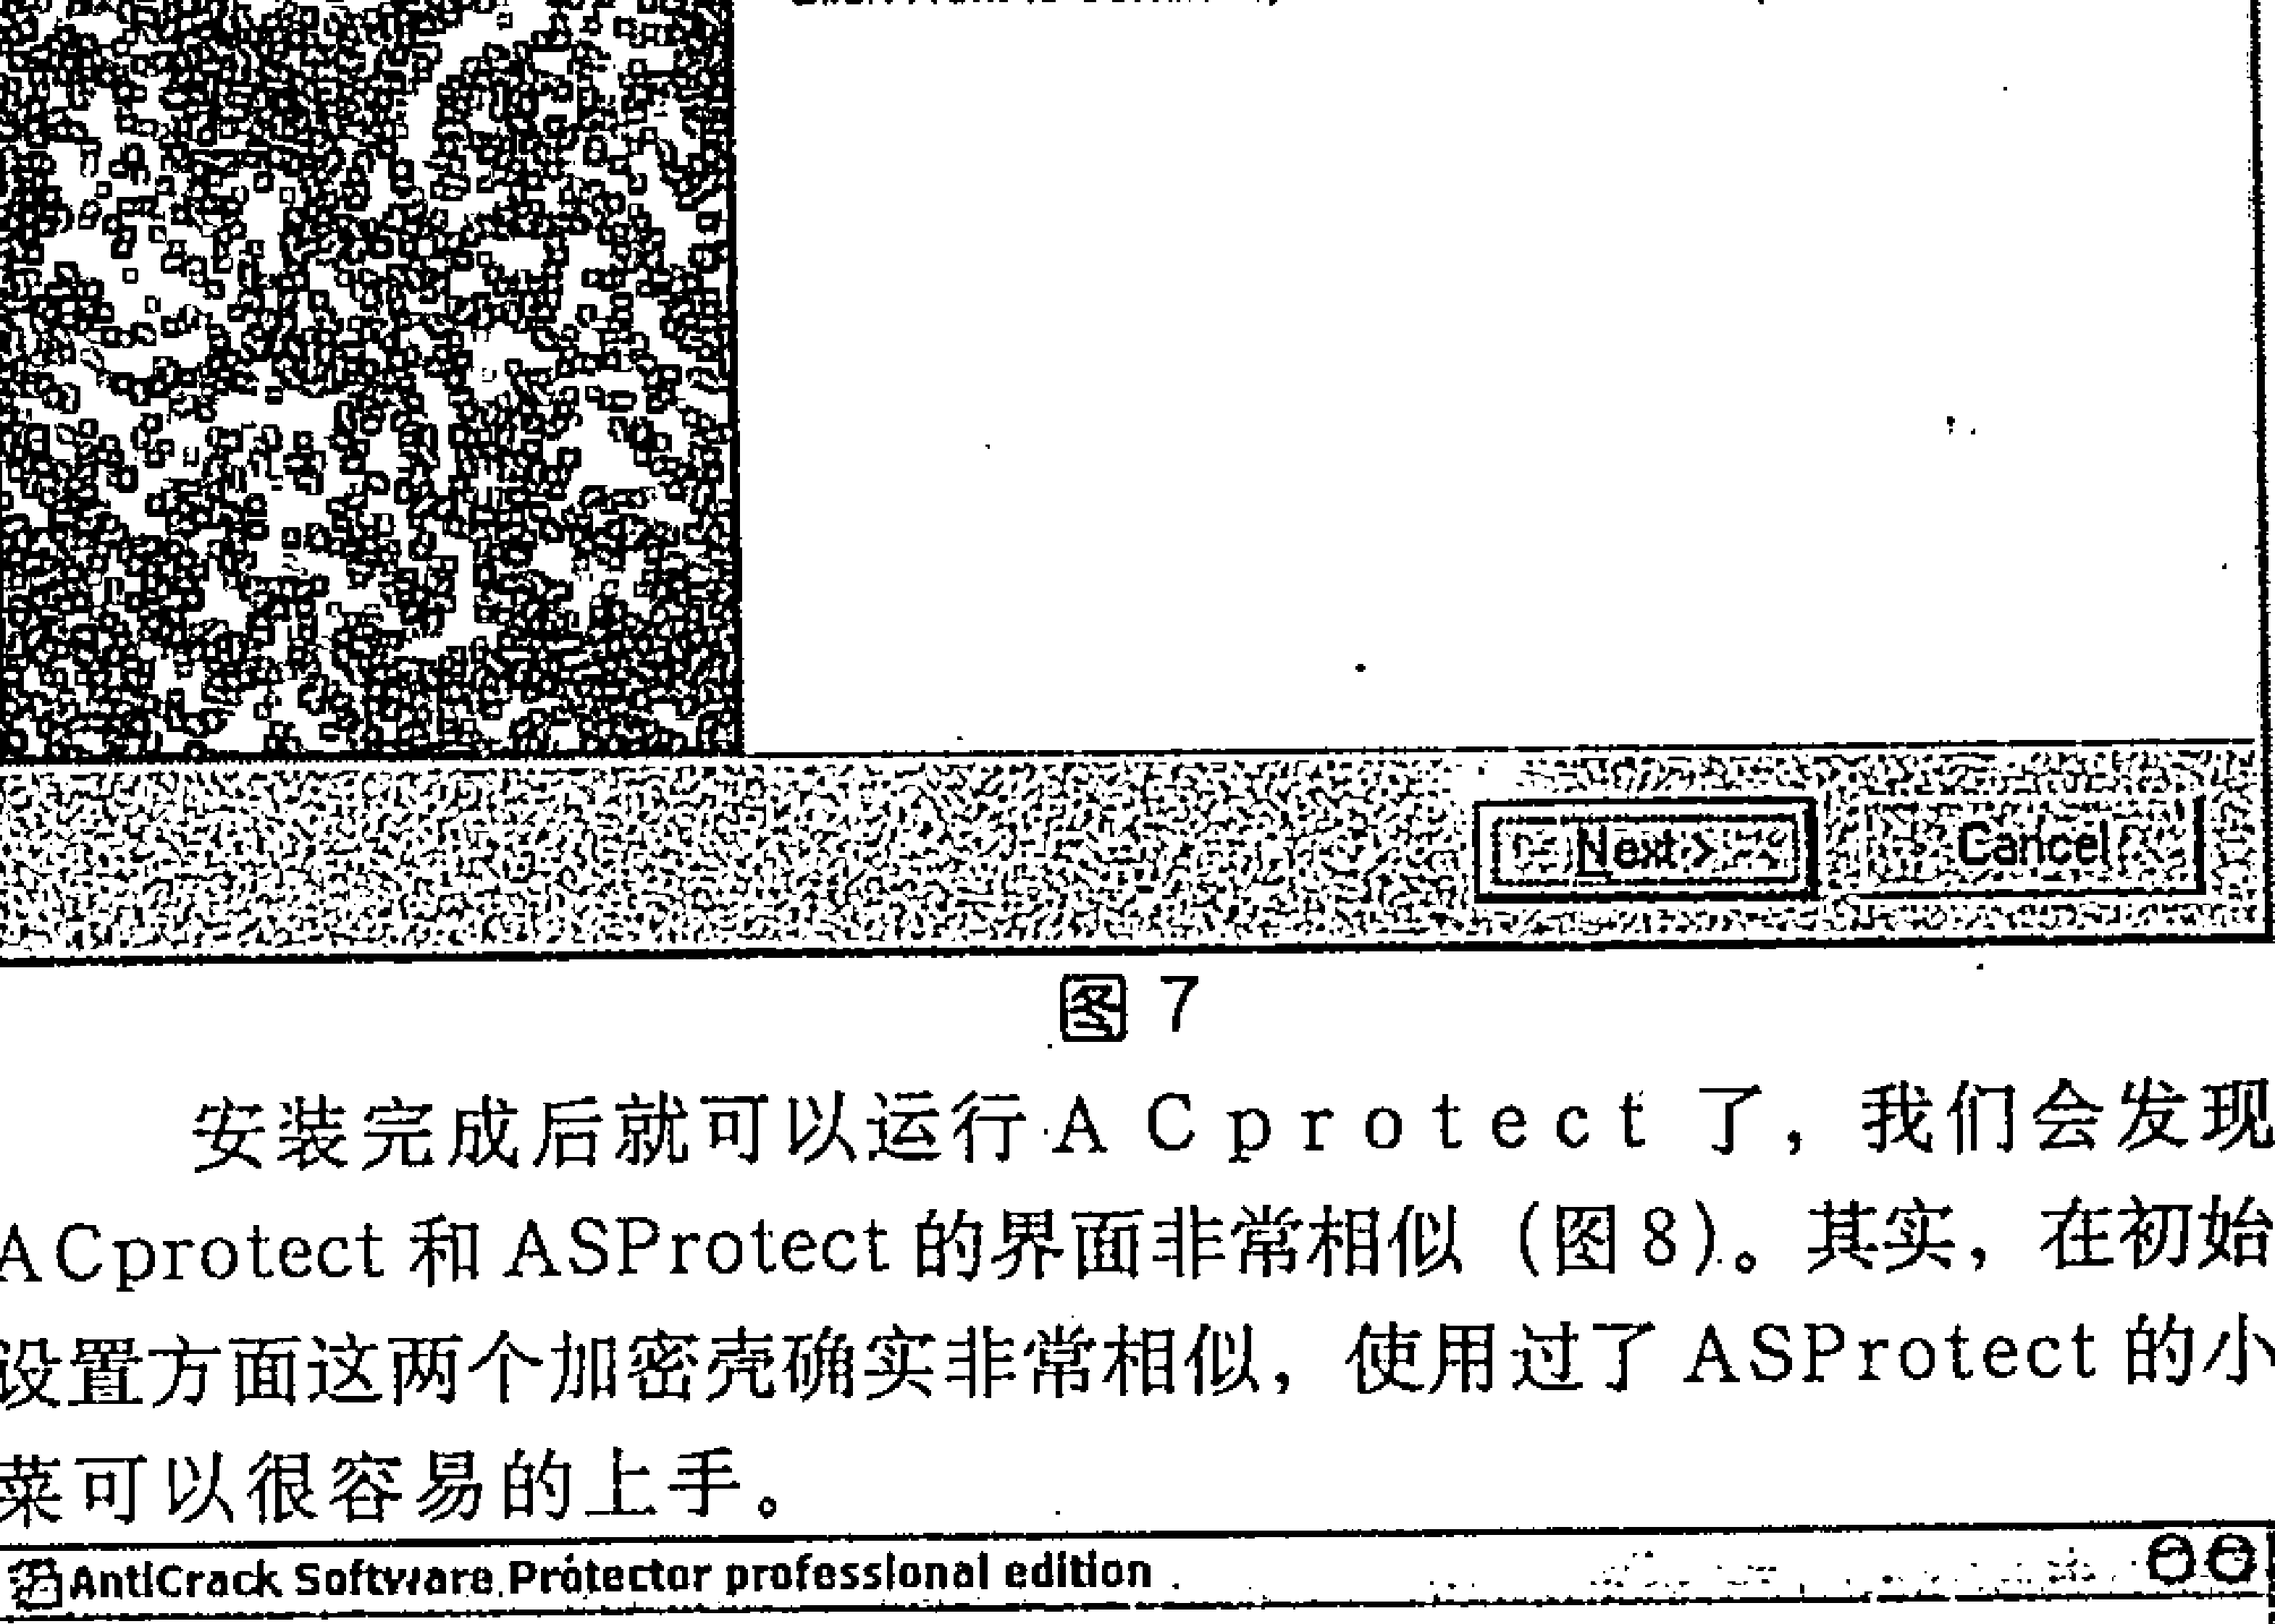 Next >
Cancel
图 7
安装完成后就可以运行 ACprotect 了，我们会发现
ACprotect 和 ASProtect 的界面非常相似（图 8）。其实，在初始
设置方面这两个加密壳确实非常相似，使用过了 ASProtect 的小
菜可以很容易的上手。
AntiCrack Software Protector professional edition